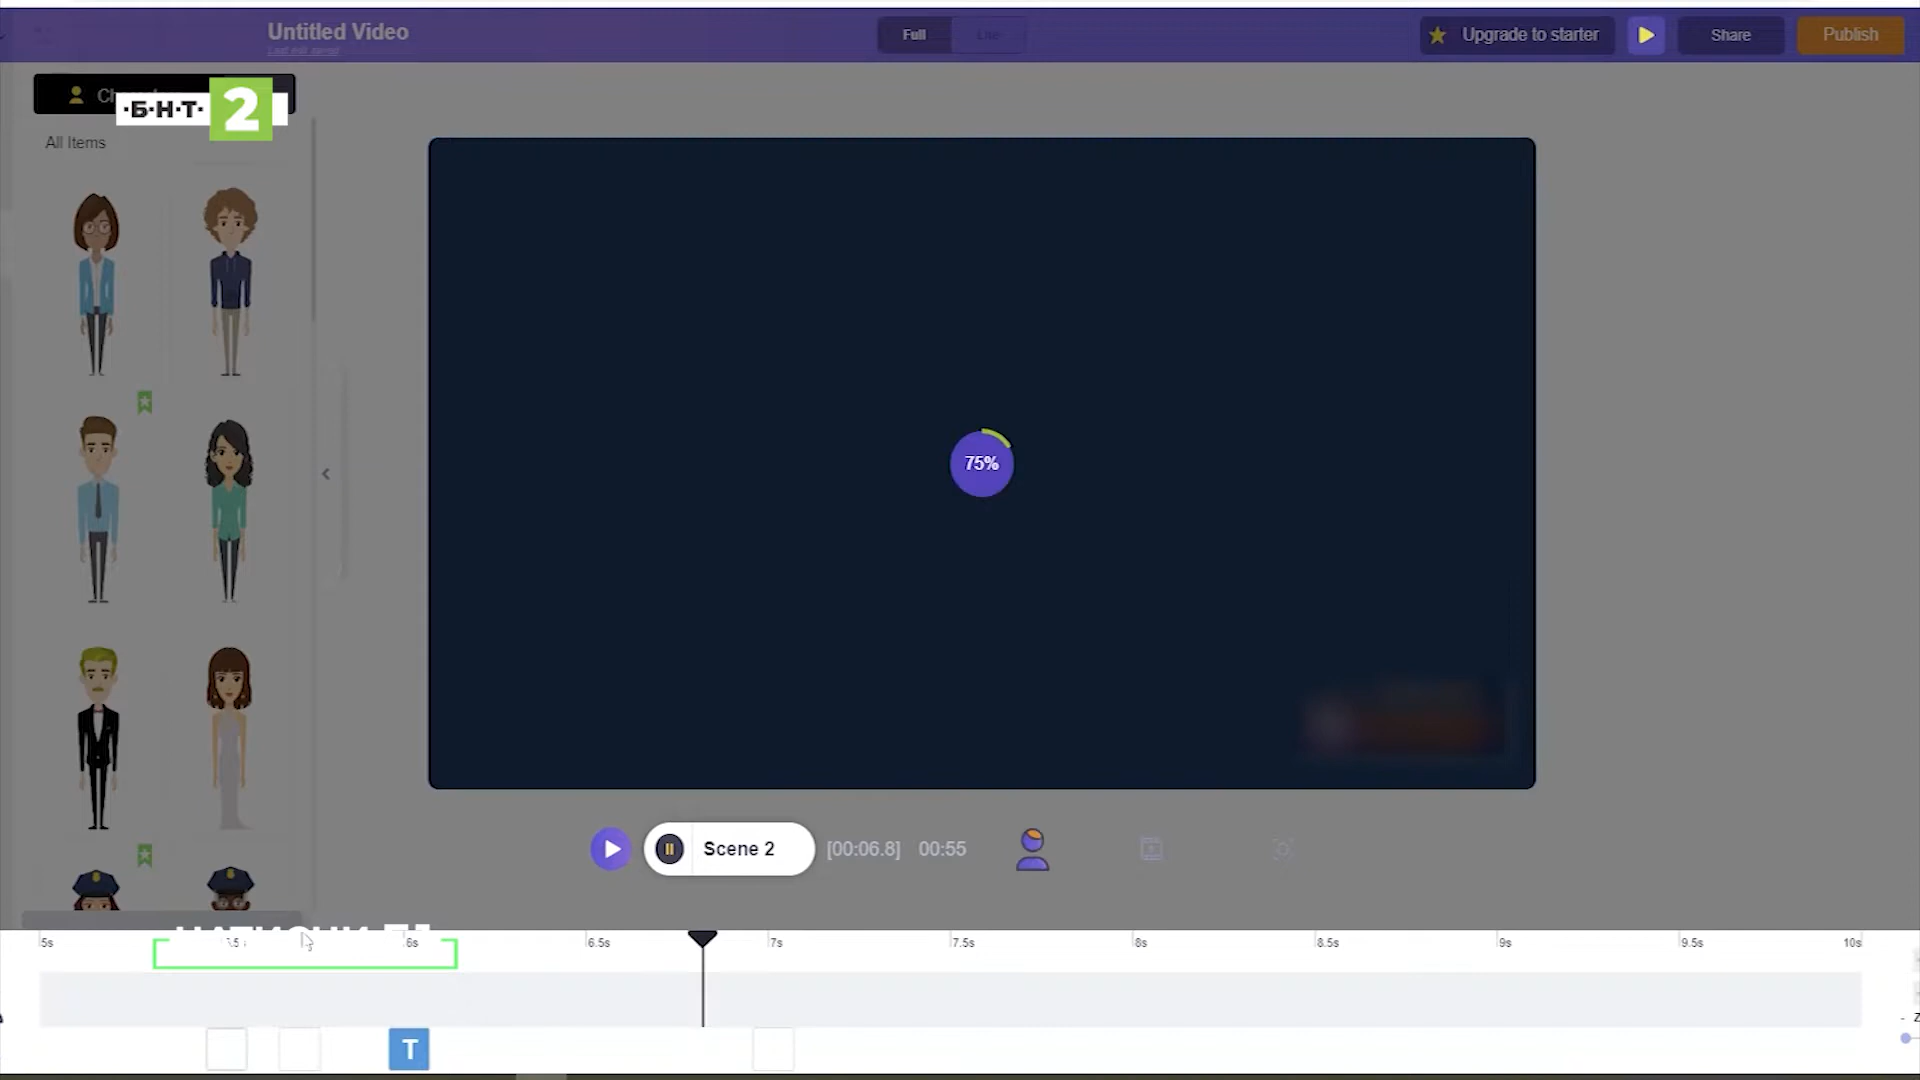 Untitled Video
Full
Lite
Upgrade to starter
Share
Publish
·Б·Н·Т· 2
All Items
75%
Scene 2
[00:06.8]
00:55
5s
6s
6.5s
7s
7.5s
8s
8.5s
9s
9.5s
10s
T